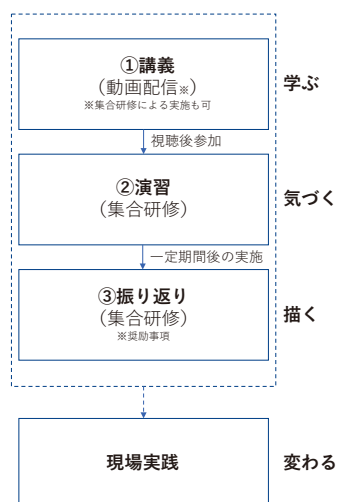 ①講義
（動画配信※）
※集合研修による実施も可
学ぶ
視聴後参加
②演習
（集合研修）
気づく
一定期間後の実施
③振り返り
（集合研修）
※奨励事項
描く
現場実践
変わる